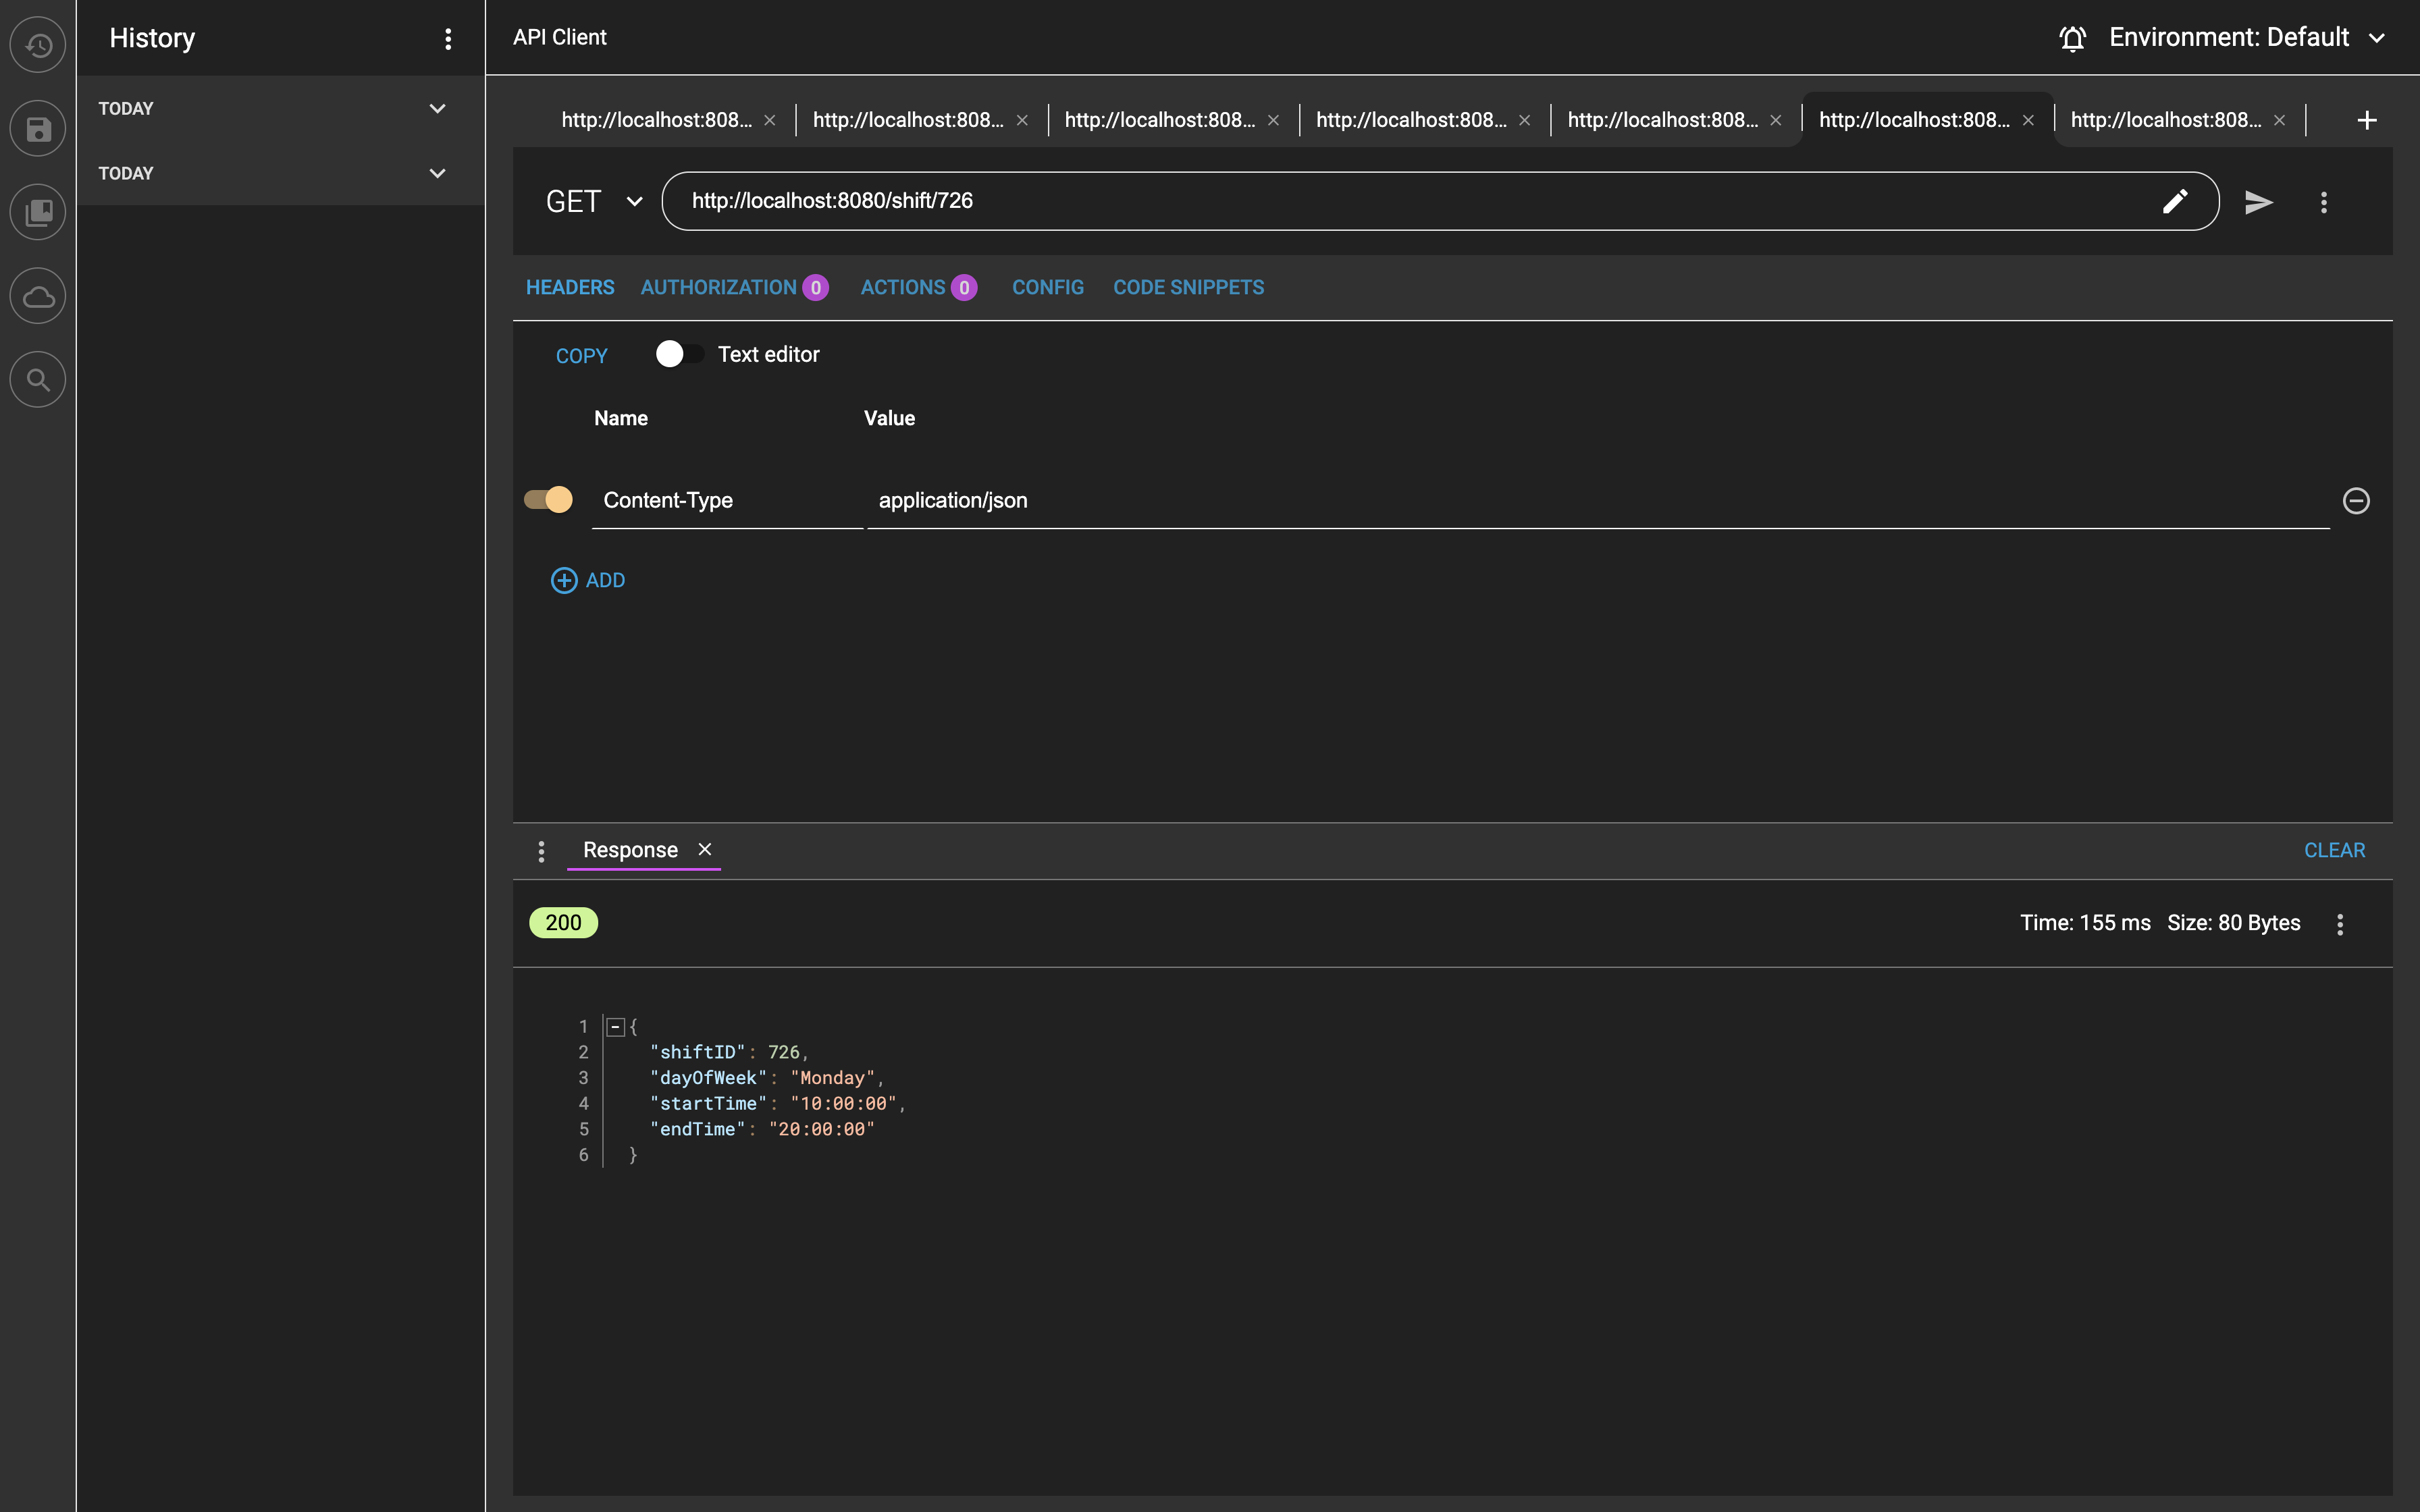 History
TODAY
TODAY
API Client
Environment: Default
http://localhost:808... http://localhost:808... http://localhost:808... http://localhost:808... http://localhost:808... http://localhost:808... http://localhost:808...
GET http://localhost:8080/shift/726
HEADERS AUTHORIZATION 0 ACTIONS 0 CONFIG CODE SNIPPETS
COPY Text editor
Name Value
Content-Type application/json
ADD
Response CLEAR
200 Time: 155 ms Size: 80 Bytes
1 {
2 "shiftID": 726,
3 "dayOfWeek": "Monday",
4 "startTime": "10:00:00",
5 "endTime": "20:00:00"
6 }